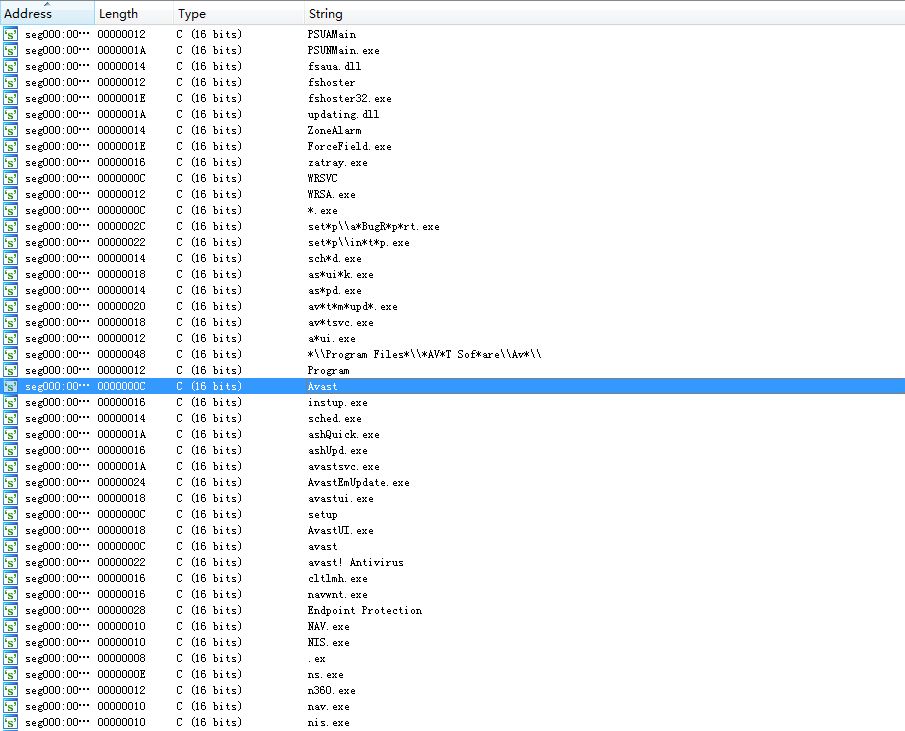 Address Length Type String
seg000:00… 00000012 C (16 bits) PSUAMain
seg000:00… 0000001A C (16 bits) PSUNMain.exe
seg000:00… 00000014 C (16 bits) fsaua.dll
seg000:00… 00000012 C (16 bits) fshoster
seg000:00… 0000001E C (16 bits) fshoster32.exe
seg000:00… 0000001A C (16 bits) updating.dll
seg000:00… 00000014 C (16 bits) ZoneAlarm
seg000:00… 0000001E C (16 bits) ForceField.exe
seg000:00… 00000016 C (16 bits) zatray.exe
seg000:00… 0000000C C (16 bits) WRSVC
seg000:00… 00000012 C (16 bits) WRSA.exe
seg000:00… 0000000C C (16 bits) *.exe
seg000:00… 0000002C C (16 bits) set*p\\a*BugR*p*rt.exe
seg000:00… 00000022 C (16 bits) set*p\\in*t*p.exe
seg000:00… 00000014 C (16 bits) sch*d.exe
seg000:00… 00000018 C (16 bits) as*ui*k.exe
seg000:00… 00000014 C (16 bits) as*pd.exe
seg000:00… 00000020 C (16 bits) av*t*m*upd*.exe
seg000:00… 00000018 C (16 bits) av*tsvc.exe
seg000:00… 00000012 C (16 bits) a*ui.exe
seg000:00… 00000048 C (16 bits) *\\Program Files*\\*AV*T Sof*are\\Av*\\
seg000:00… 00000012 C (16 bits) Program
seg000:00… 0000000C C (16 bits) Avast
seg000:00… 00000016 C (16 bits) instup.exe
seg000:00… 00000014 C (16 bits) sched.exe
seg000:00… 0000001A C (16 bits) ashQuick.exe
seg000:00… 00000016 C (16 bits) ashUpd.exe
seg000:00… 0000001A C (16 bits) avastsvc.exe
seg000:00… 00000024 C (16 bits) AvastEmUpdate.exe
seg000:00… 00000018 C (16 bits) avastui.exe
seg000:00… 0000000C C (16 bits) setup
seg000:00… 00000018 C (16 bits) AvastUI.exe
seg000:00… 0000000C C (16 bits) avast
seg000:00… 00000022 C (16 bits) avast! Antivirus
seg000:00… 00000016 C (16 bits) cltlmh.exe
seg000:00… 00000016 C (16 bits) navwnt.exe
seg000:00… 00000028 C (16 bits) Endpoint Protection
seg000:00… 00000010 C (16 bits) NAV.exe
seg000:00… 00000010 C (16 bits) NIS.exe
seg000:00… 00000008 C (16 bits) .ex
seg000:00… 0000000E C (16 bits) ns.exe
seg000:00… 00000012 C (16 bits) n360.exe
seg000:00… 00000010 C (16 bits) nav.exe
seg000:00… 00000010 C (16 bits) nis.exe